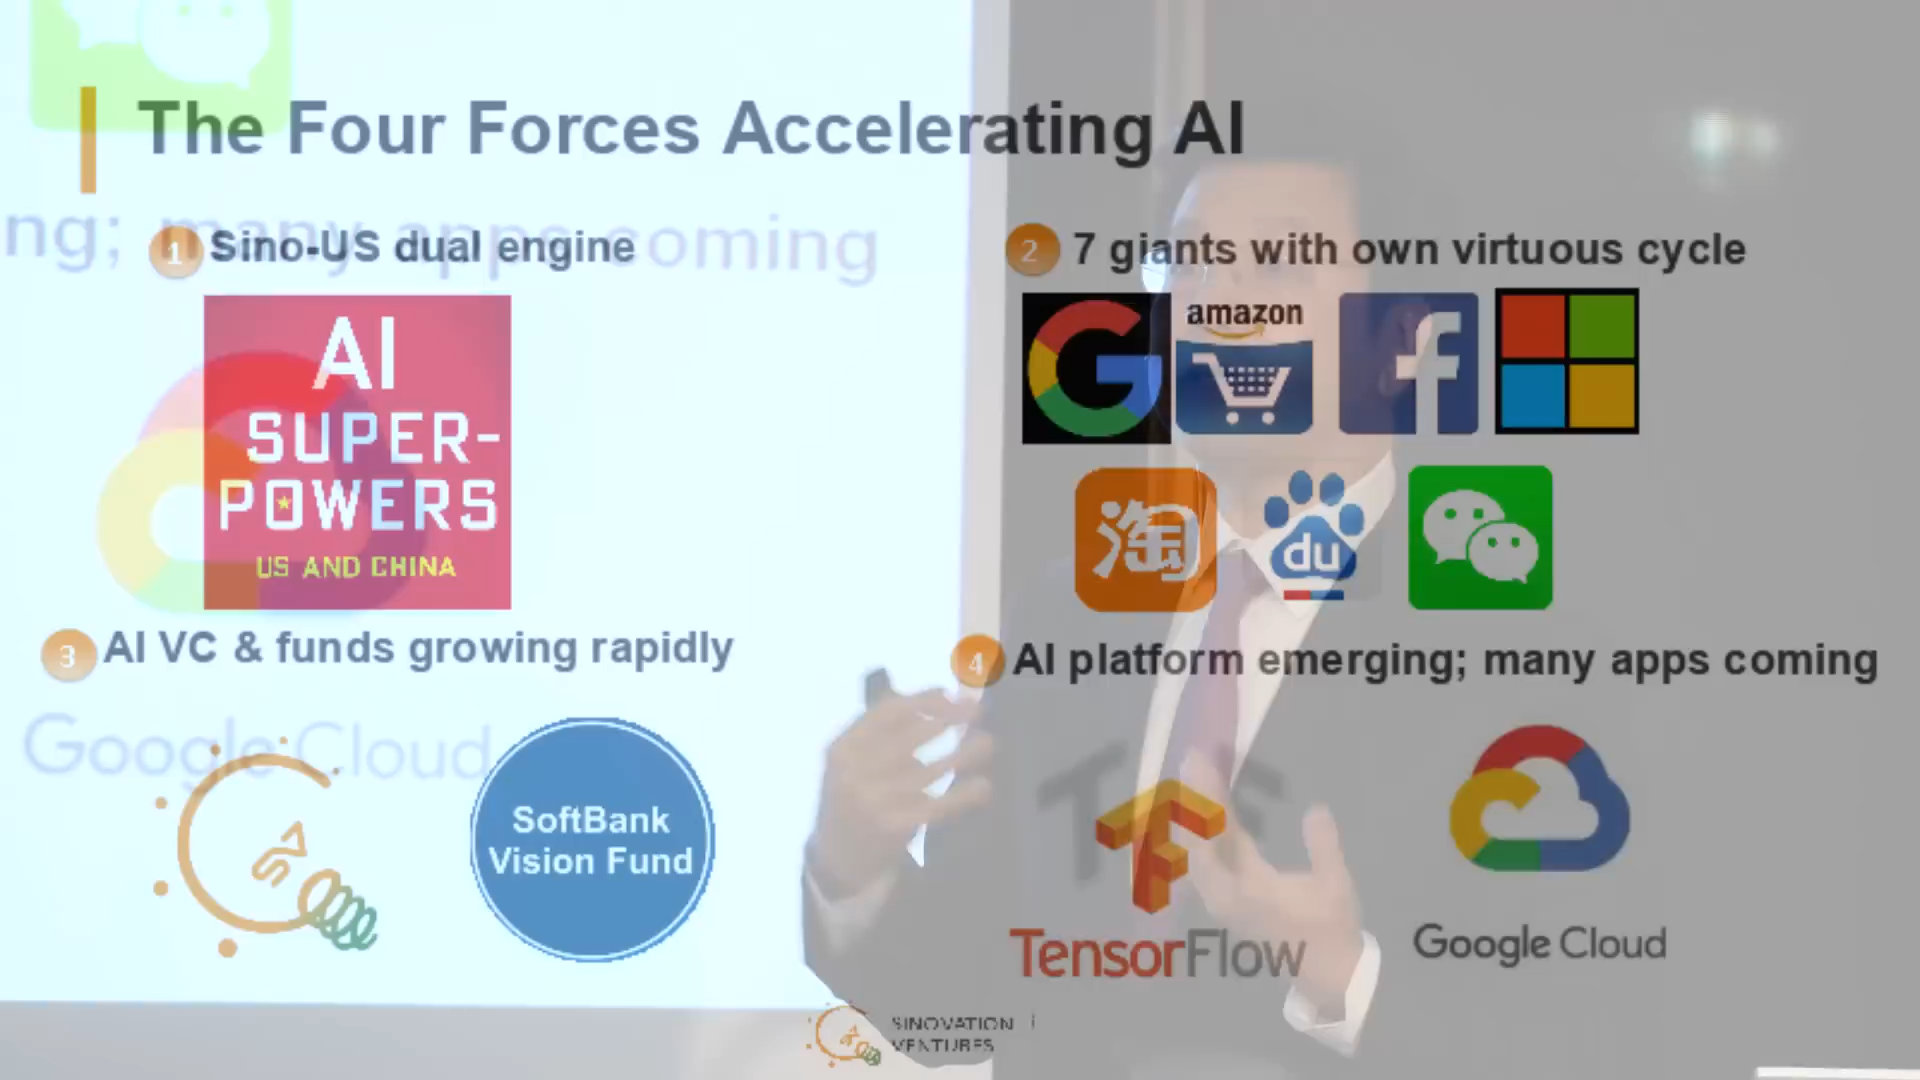 The Four Forces Accelerating AI
ng; many apps coming
1 Sino-US dual engine
AI
SUPER-
POWERS
US AND CHINA
2 7 giants with own virtuous cycle
amazon
f
淘
du
3 AI VC & funds growing rapidly
Google Cloud
SoftBank
Vision Fund
4 AI platform emerging; many apps coming
TensorFlow
Google Cloud
SINOVATION
VENTURES